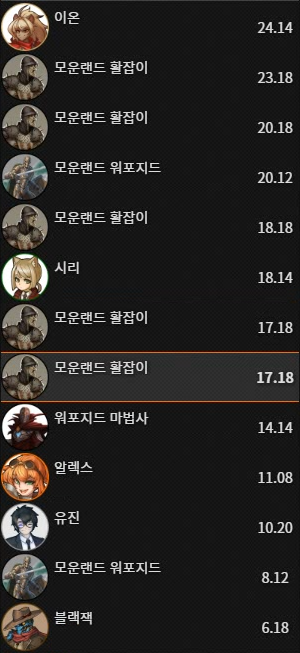 이온
24.14
모운랜드 활잡이
23.18
모운랜드 활잡이
20.18
모운랜드 워포지드
20.12
모운랜드 활잡이
18.18
시리
18.14
모운랜드 활잡이
17.18
모운랜드 활잡이
17.18
워포지드 마법사
14.14
알렉스
11.08
유진
10.20
모운랜드 워포지드
8.12
블랙잭
6.18